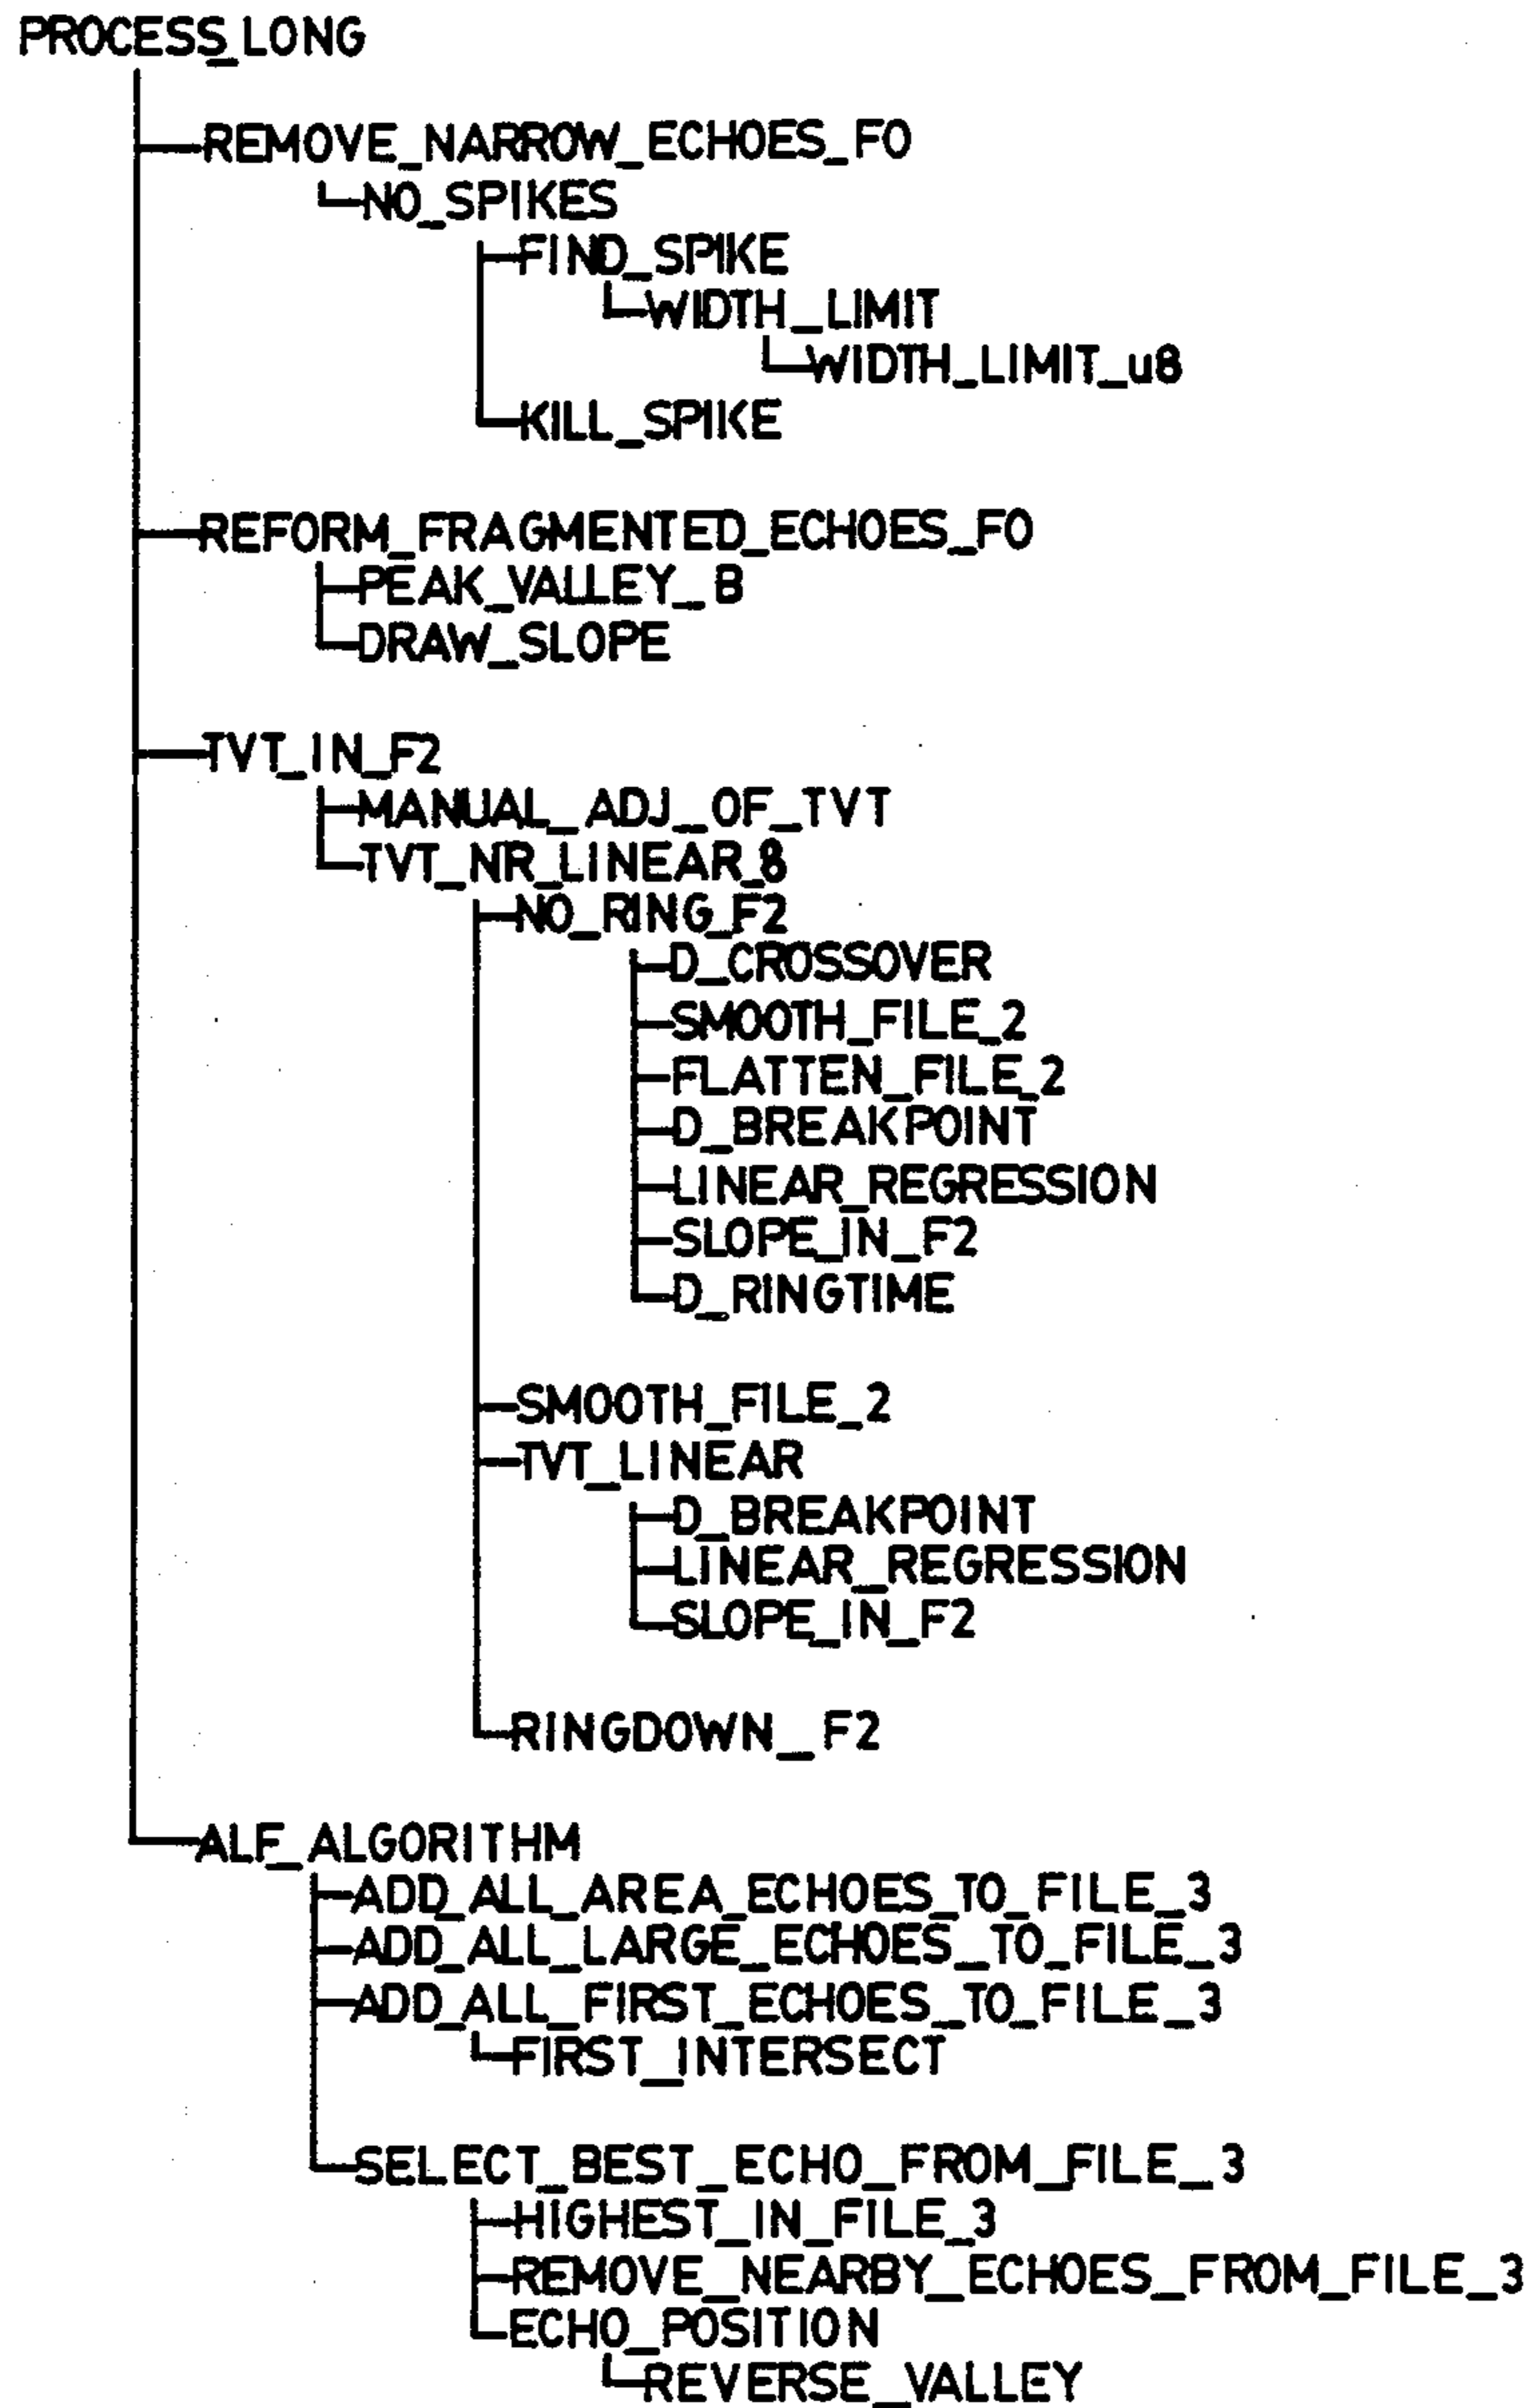 PROCESS_LONG
REMOVE_NARROW_ECHOES_F0
NO_SPIKES
FIND_SPIKE
WIDTH_LIMIT
WIDTH_LIMIT_u8
KILL_SPIKE
REFORM_FRAGMENTED_ECHOES_F0
PEAK_VALLEY_B
DRAW_SLOPE
TVT_IN_F2
MANUAL_ADJ_OF_TVT
TVT_NR_LINEAR_8
NO_RING_F2
D_CROSSOVER
SMOOTH_FILE_2
FLATTEN_FILE_2
D_BREAKPOINT
LINEAR_REGRESSION
SLOPE_IN_F2
D_RINGTIME
SMOOTH_FILE_2
TVT_LINEAR
D_BREAKPOINT
LINEAR_REGRESSION
SLOPE_IN_F2
RINGDOWN_F2
ALF_ALGORITHM
ADD_ALL_AREA_ECHOES_TO_FILE_3
ADD_ALL_LARGE_ECHOES_TO_FILE_3
ADD_ALL_FIRST_ECHOES_TO_FILE_3
FIRST_INTERSECT
SELECT_BEST_ECHO_FROM_FILE_3
HIGHEST_IN_FILE_3
REMOVE_NEARBY_ECHOES_FROM_FILE_3
ECHO_POSITION
REVERSE_VALLEY